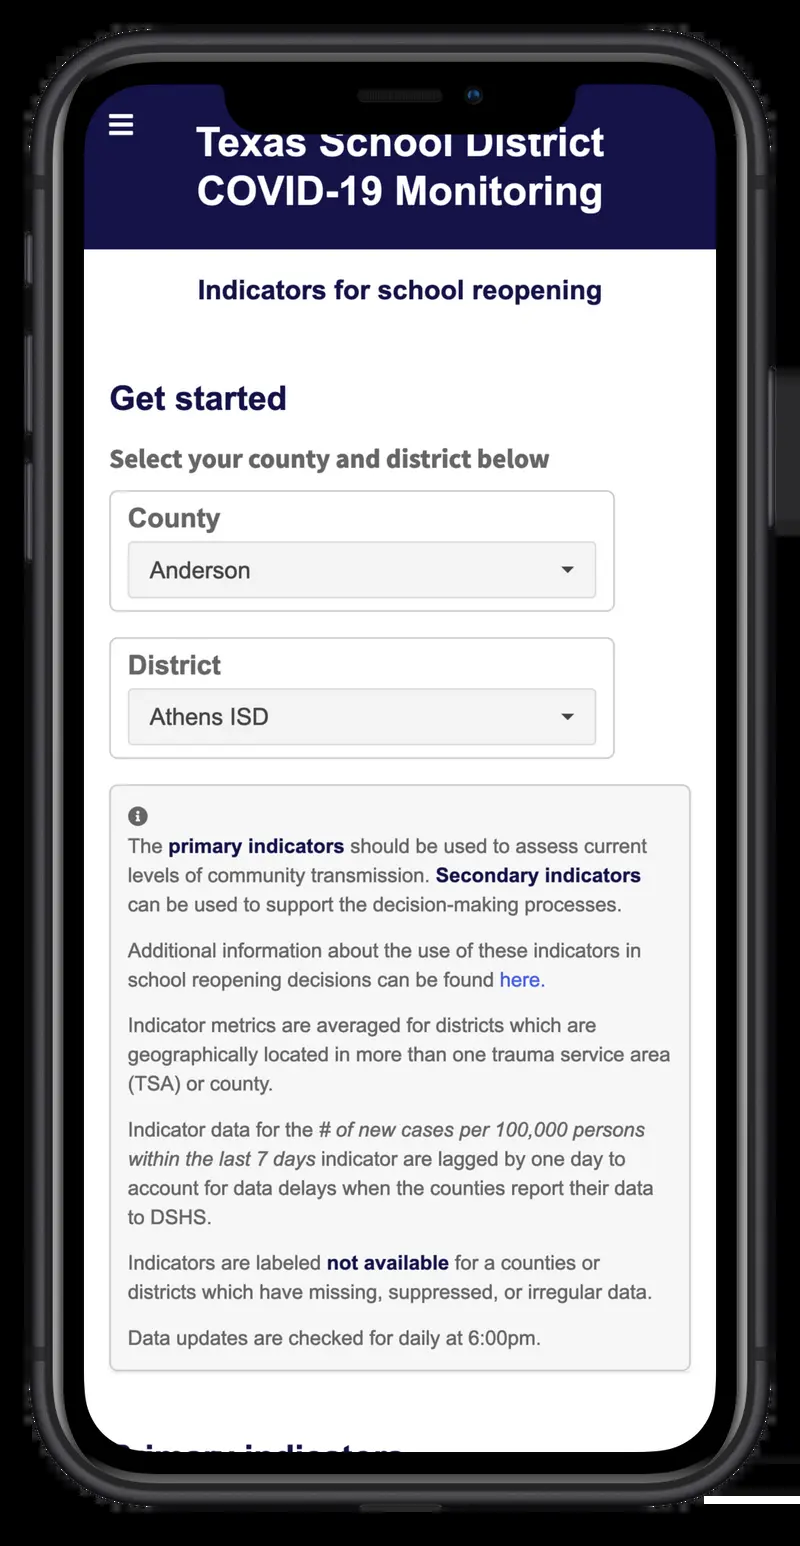 Texas School District
COVID-19 Monitoring
Indicators for school reopening
Get started
Select your county and district below
County
Anderson
District
Athens ISD
The primary indicators should be used to assess current
levels of community transmission. Secondary indicators
can be used to support the decision-making processes.
Additional information about the use of these indicators in
school reopening decisions can be found here.
Indicator metrics are averaged for districts which are
geographically located in more than one trauma service area
(TSA) or county.
Indicator data for the # of new cases per 100,000 persons
within the last 7 days indicator are lagged by one day to
account for data delays when the counties report their data
to DSHS.
Indicators are labeled not available for a counties or
districts which have missing, suppressed, or irregular data.
Data updates are checked for daily at 6:00pm.
Primary indicators